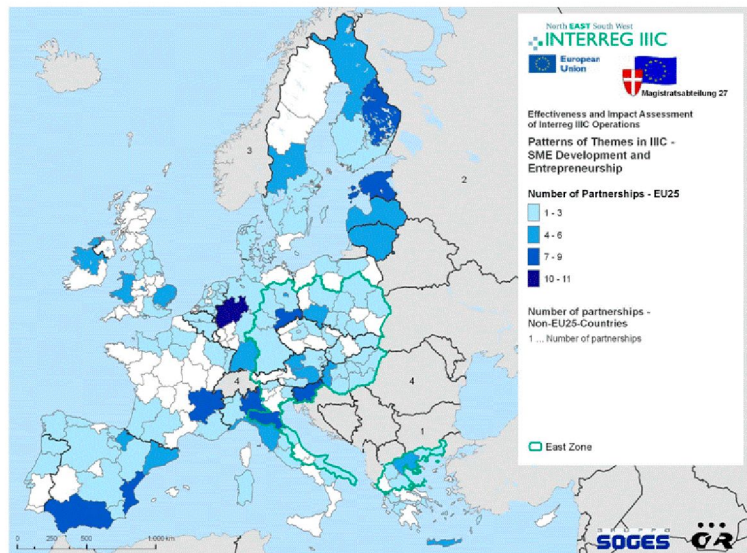 North EAST South West
INTERREG IIIC
European
Union
Magistratsabteilung 27
Effectiveness and Impact Assessment
of Interreg IIIC Operations
Patterns of Themes in IIIC -
SME Development and
Entrepreneurship
Number of Partnerships - EU25
1 - 3
4 - 6
7 - 9
10 - 11
Number of partnerships -
Non-EU25-Countries
1 ... Number of partnerships
East Zone
3
2
4
4
1
0 250 500 1.000 km
SOGES
ÖIR